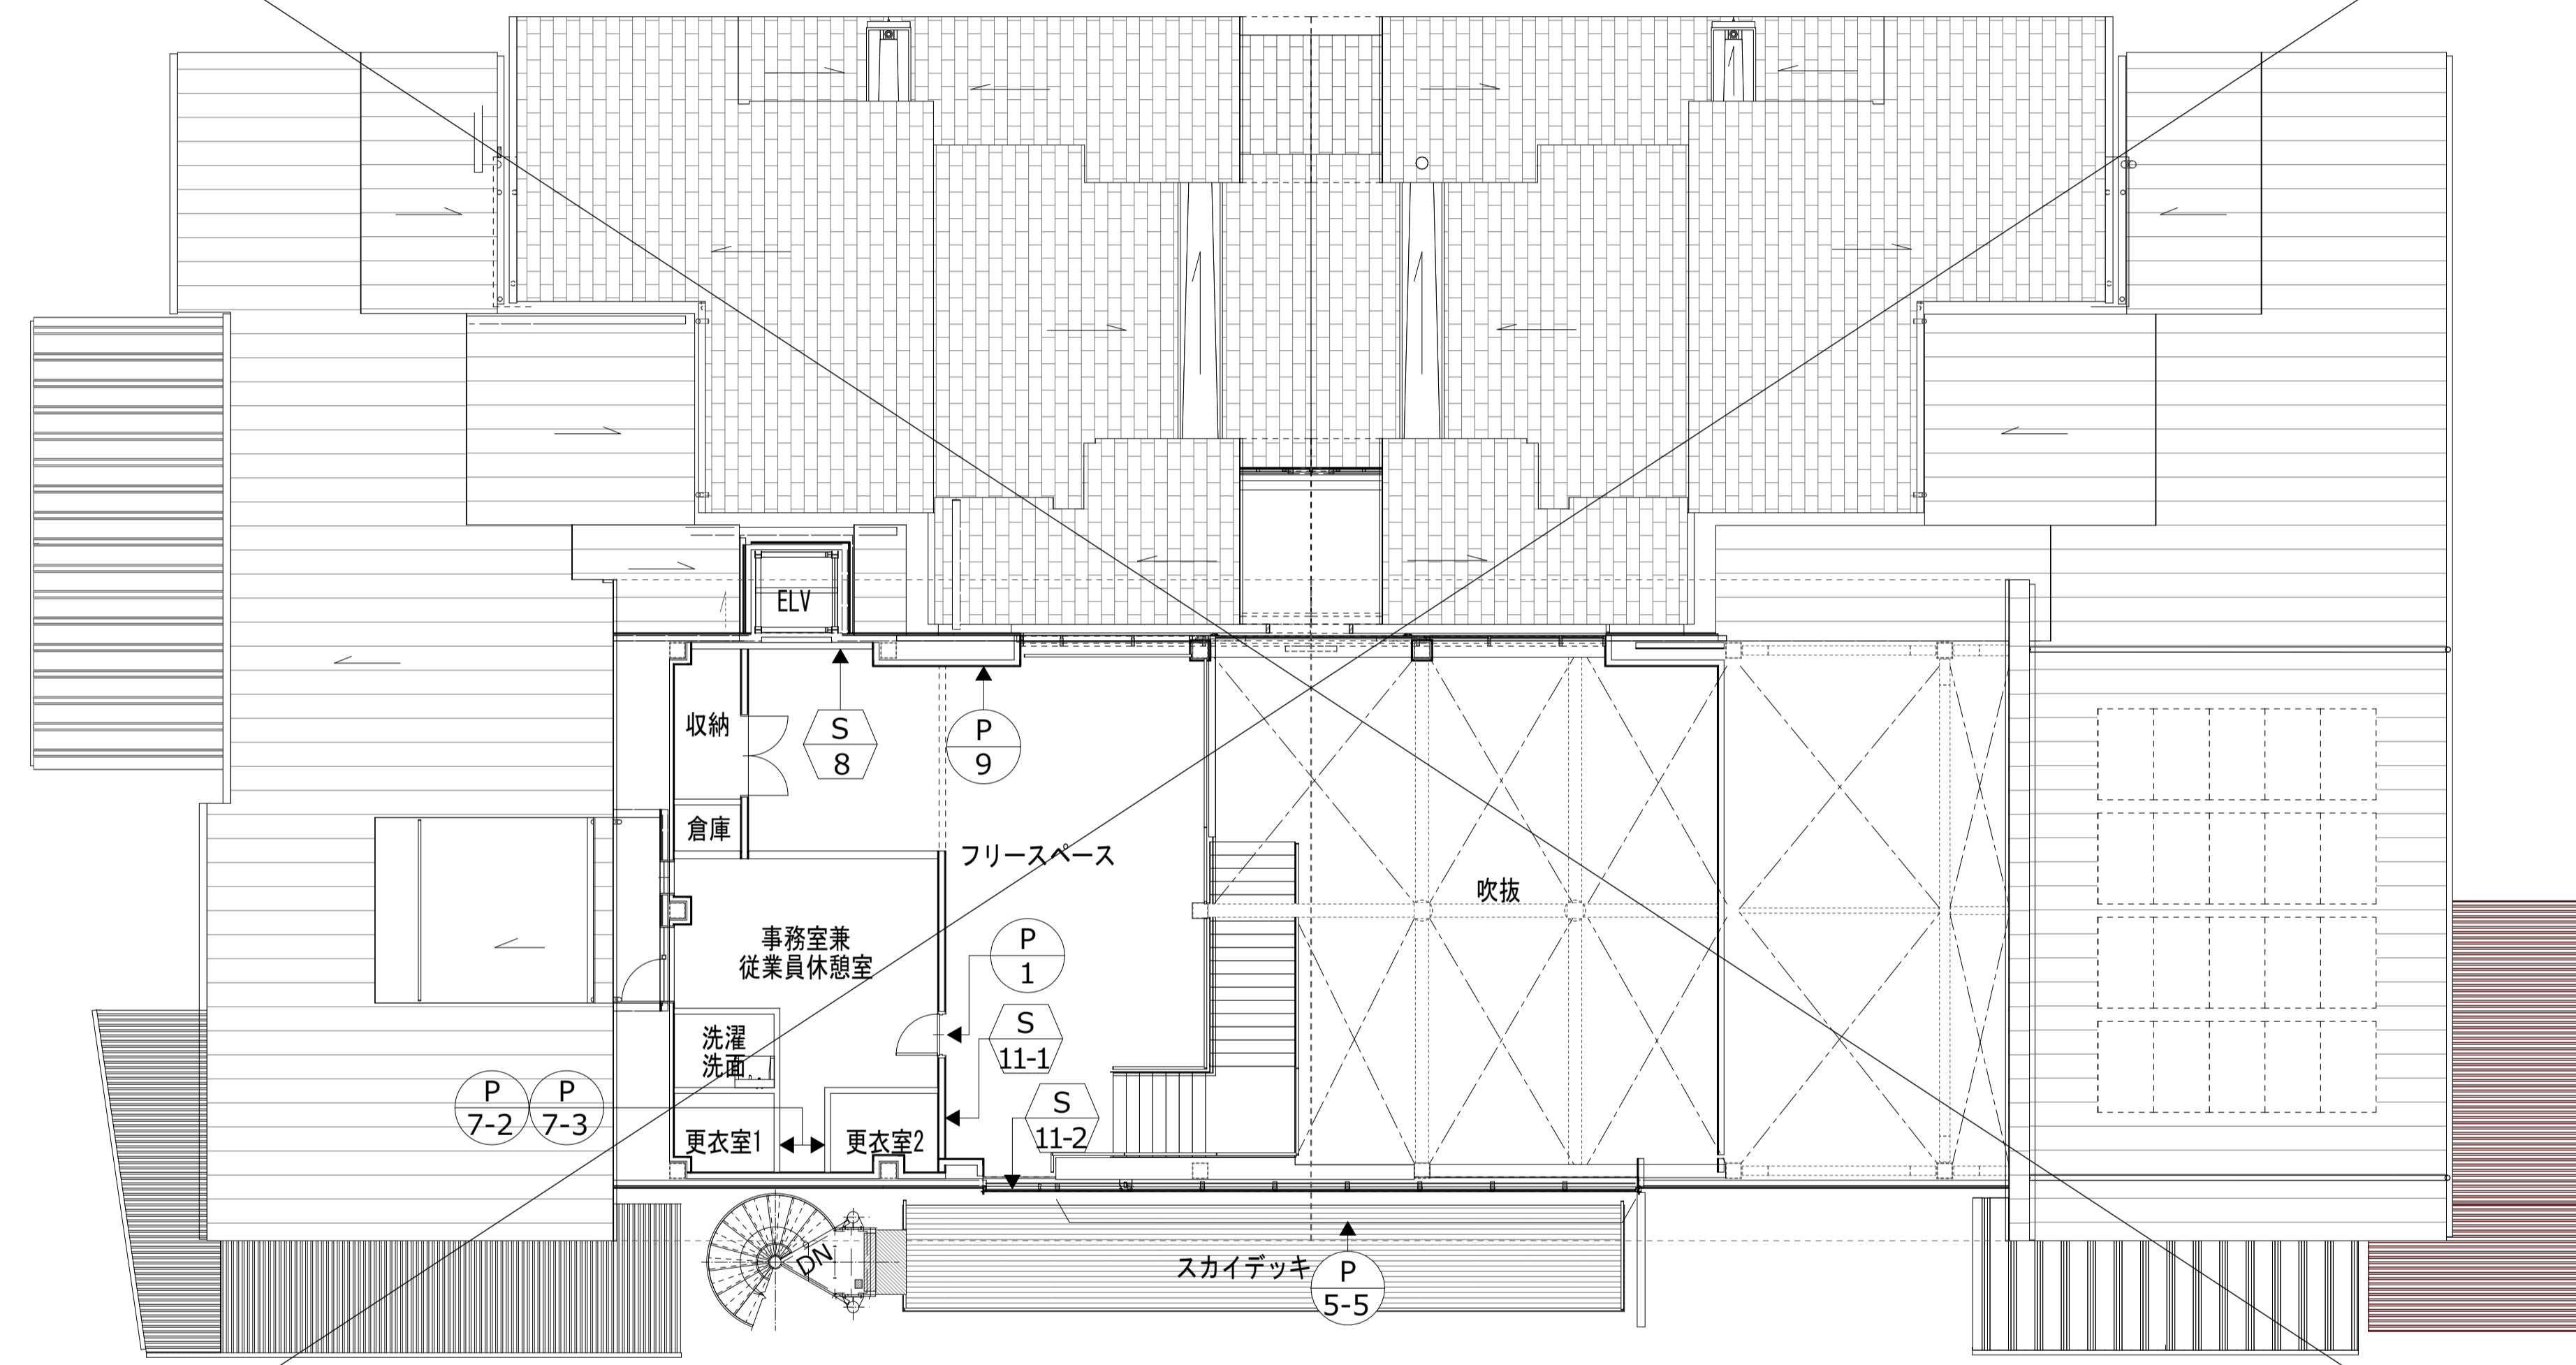 ELV
収納
S
8
P
9
倉庫
フリースペース
吹抜
事務室兼
従業員休憩室
P
1
洗濯
洗面
S
11-1
P
7-2
P
7-3
S
11-2
更衣室1
更衣室2
DN
スカイデッキ
P
5-5